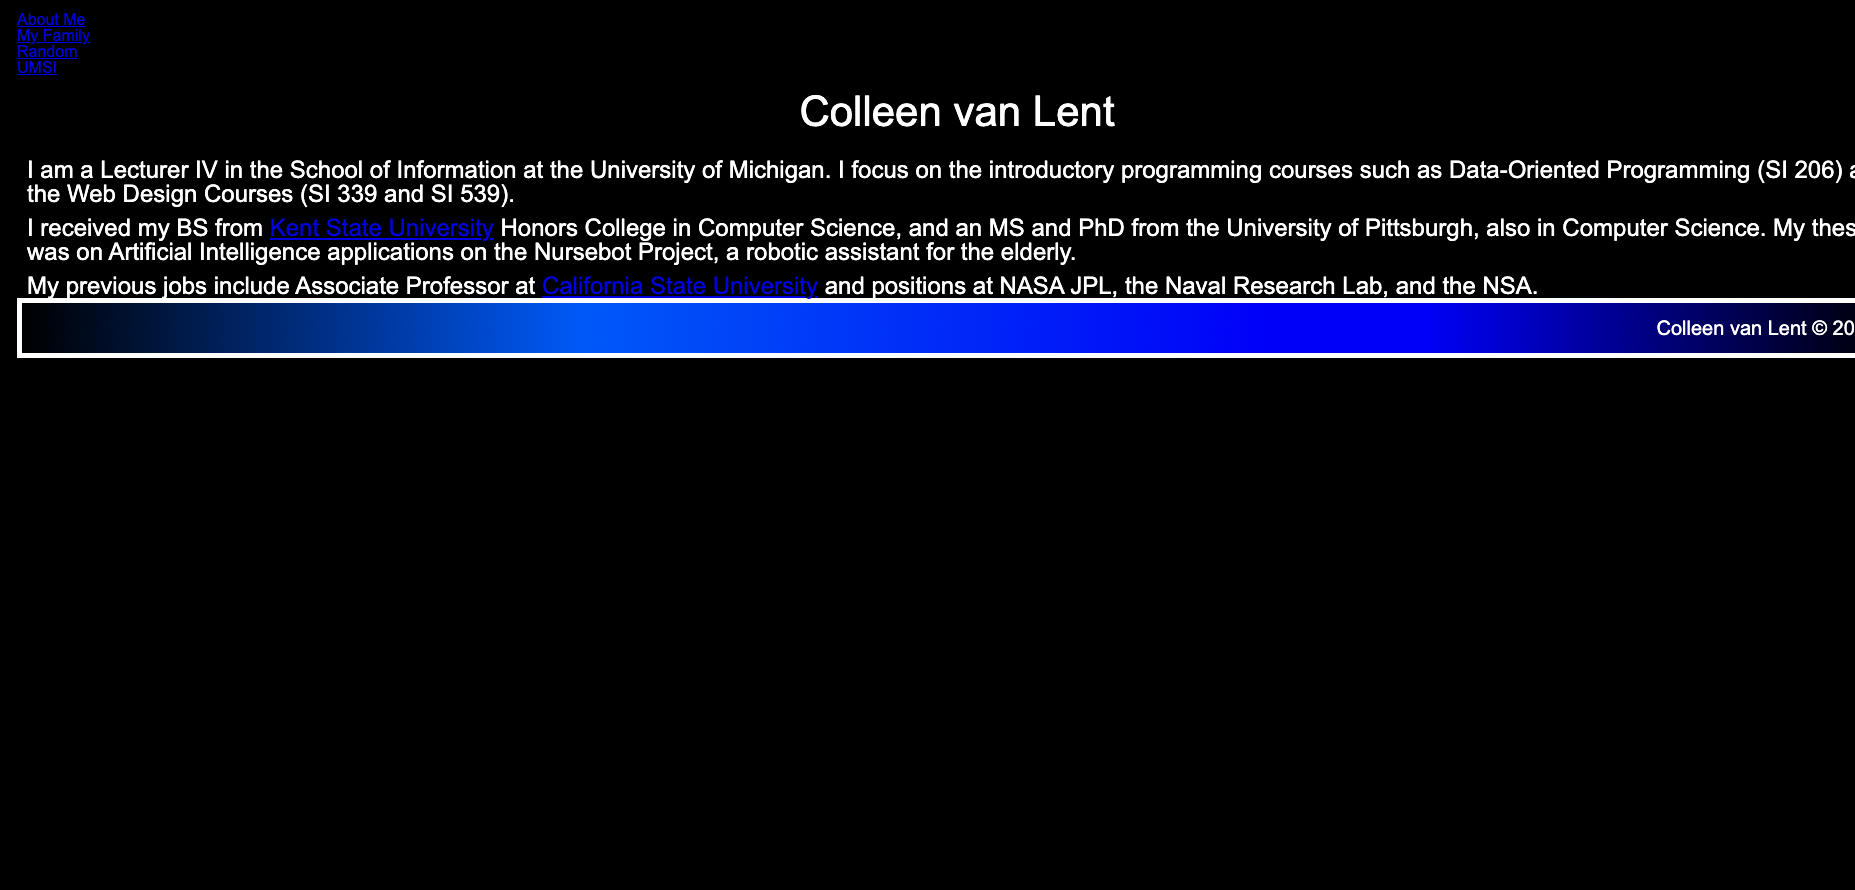 About Me
My Family
Random
UMSI
Colleen van Lent
I am a Lecturer IV in the School of Information at the University of Michigan. I focus on the introductory programming courses such as Data-Oriented Programming (SI 206) a
the Web Design Courses (SI 339 and SI 539).
I received my BS from Kent State University Honors College in Computer Science, and an MS and PhD from the University of Pittsburgh, also in Computer Science. My thes
was on Artificial Intelligence applications on the Nursebot Project, a robotic assistant for the elderly.
My previous jobs include Associate Professor at California State University and positions at NASA JPL, the Naval Research Lab, and the NSA.
Colleen van Lent © 20